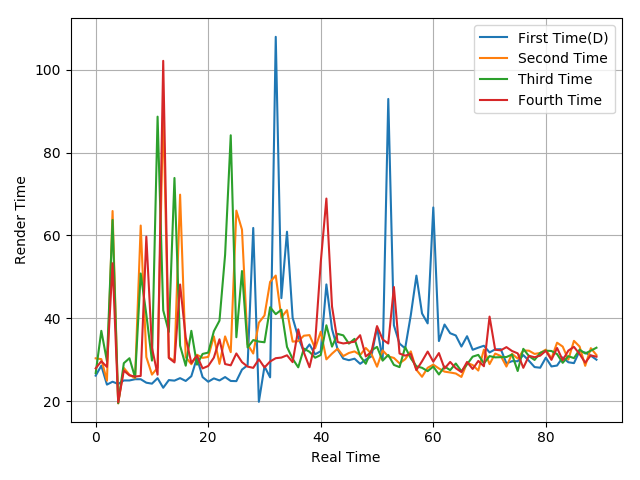 First Time(D)
Second Time
Third Time
Fourth Time
100
80
60
40
20
Render Time
0 20 40 60 80
Real Time